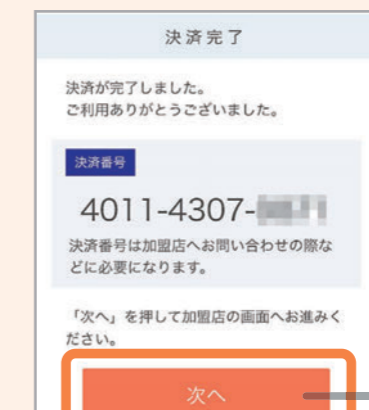 決済完了
決済が完了しました。
ご利用ありがとうございました。
決済番号
4011-4307-
決済番号は加盟店へお問い合わせの際な
どに必要になります。
「次へ」を押して加盟店の画面へお進みく
ださい。
次へ